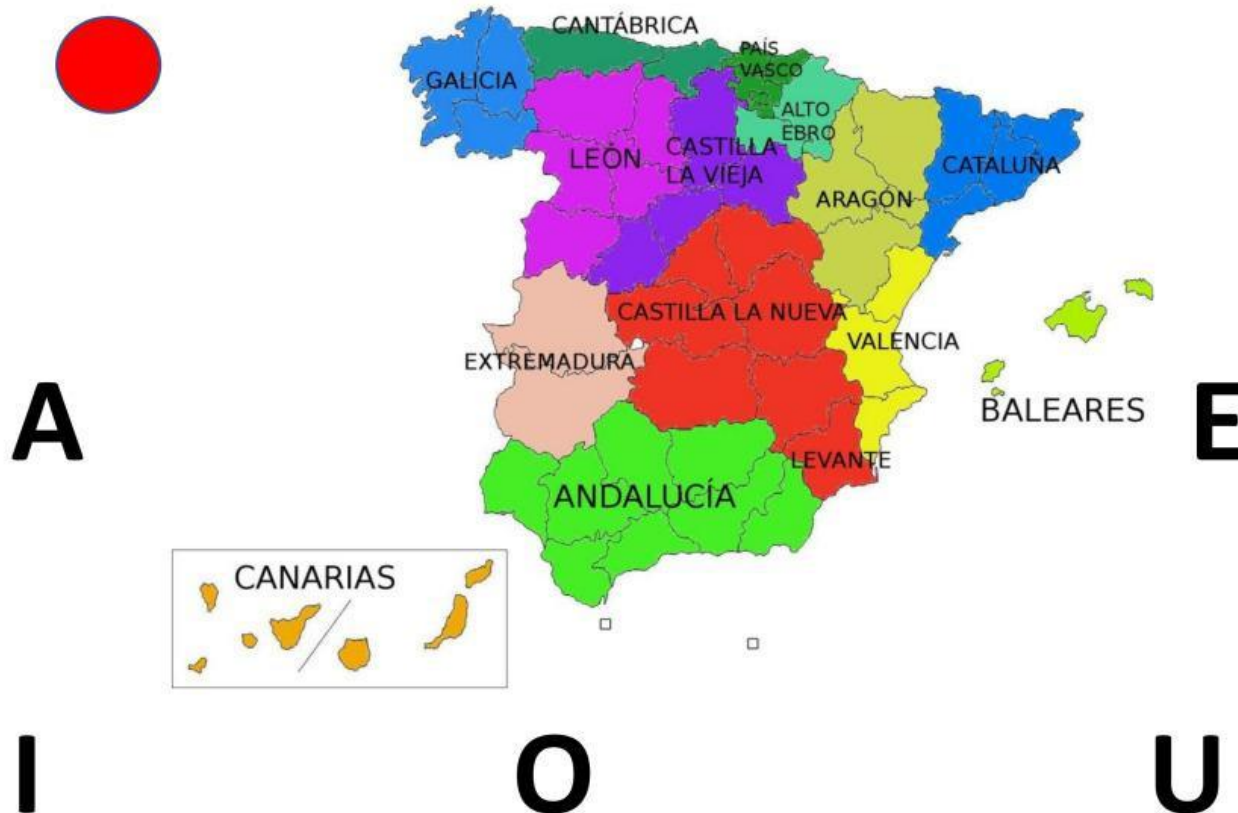 CANTÁBRICA
PAÍS
VASCO
GALICIA
ALTO
EBRO
LEÓN
CASTILLA
LA VIEJA
CATALUÑA
ARAGÓN
CASTILLA LA NUEVA
VALENCIA
EXTREMADURA
BALEARES
A
E
LEVANTE
ANDALUCÍA
CANARIAS
I
O
U